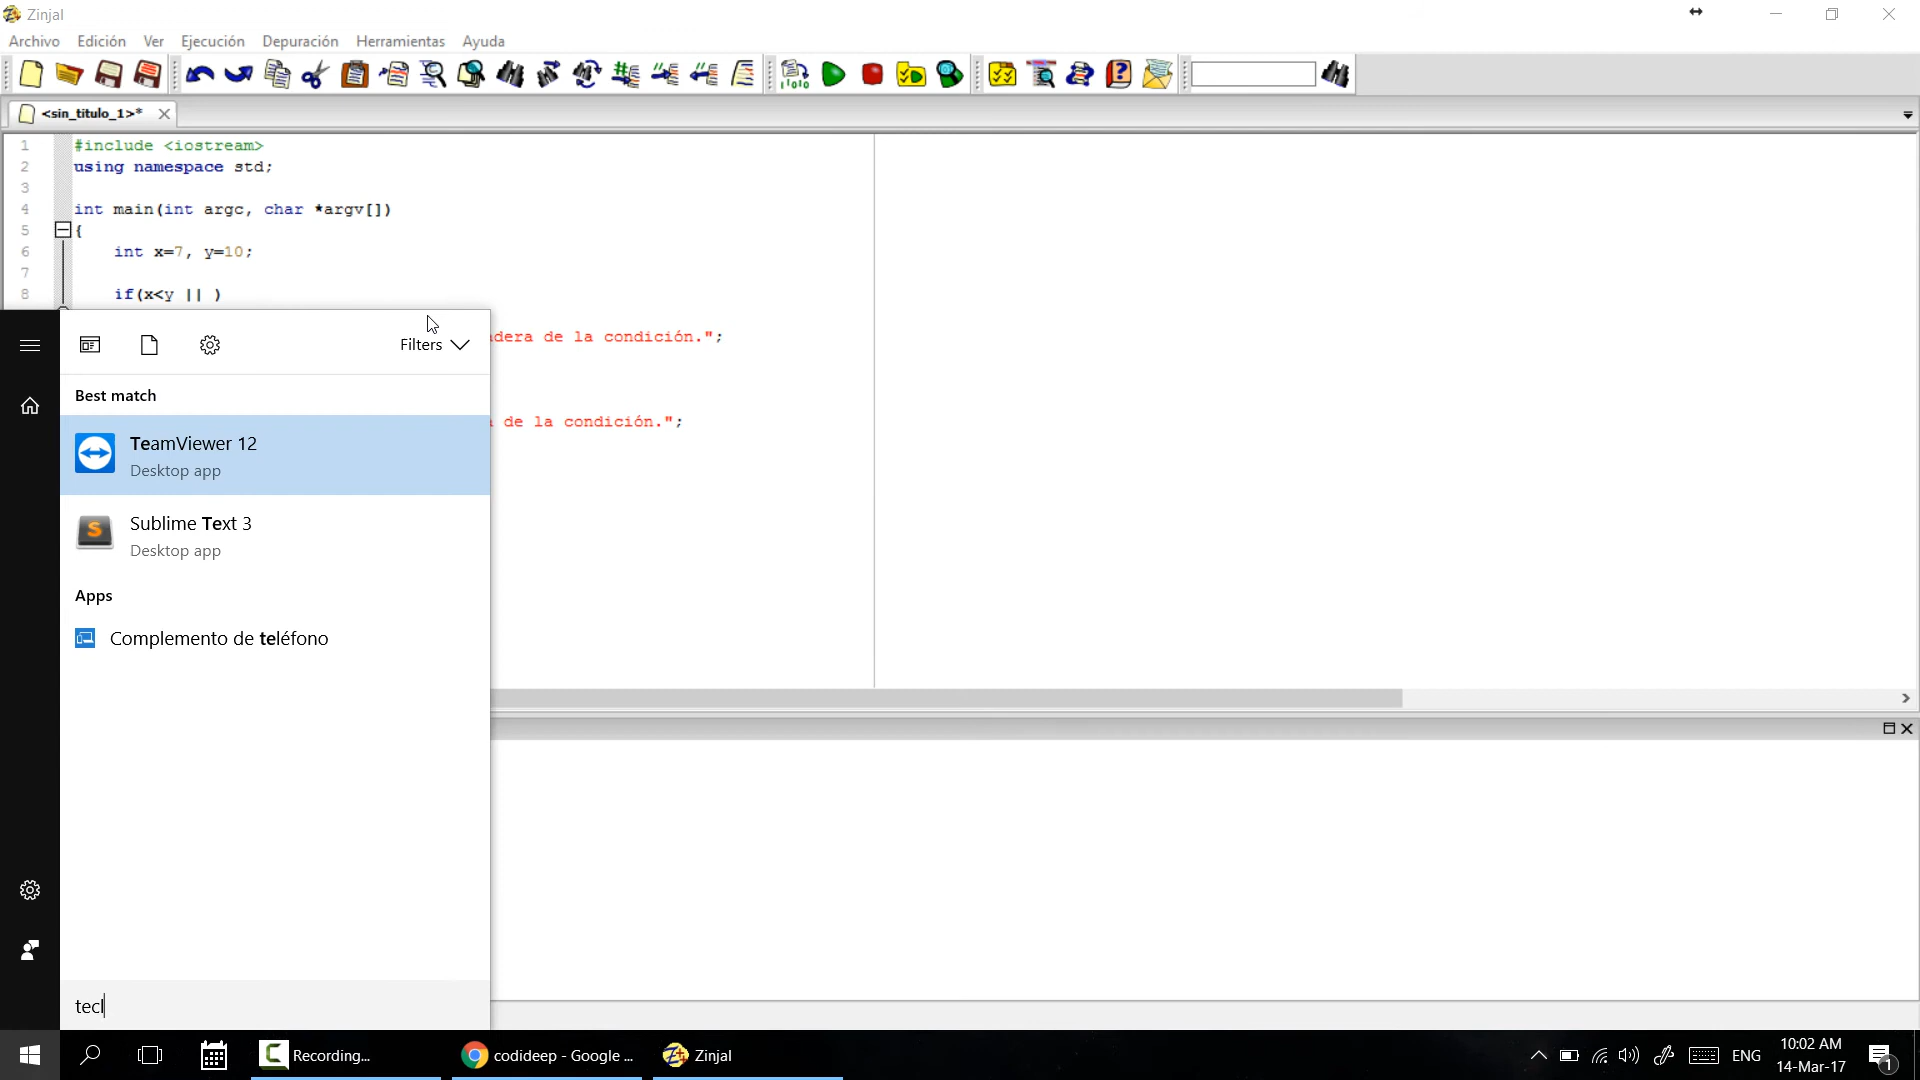 Zinjal
Archivo Edición Ver Ejecución Depuración Herramientas Ayuda
<sin_titulo_1>*
1 #include <iostream>
2 using namespace std;
3
4 int main(int argc, char *argv[])
5 {
6 int x=7, y=10;
7
8 if(x<y || )
dera de la condición.";
de la condición.";
Filters
Best match
TeamViewer 12
Desktop app
Sublime Text 3
Desktop app
Apps
Complemento de teléfono
tecl
Recording...
codideep - Google ...
Zinjal
ENG
10:02 AM
14-Mar-17
1